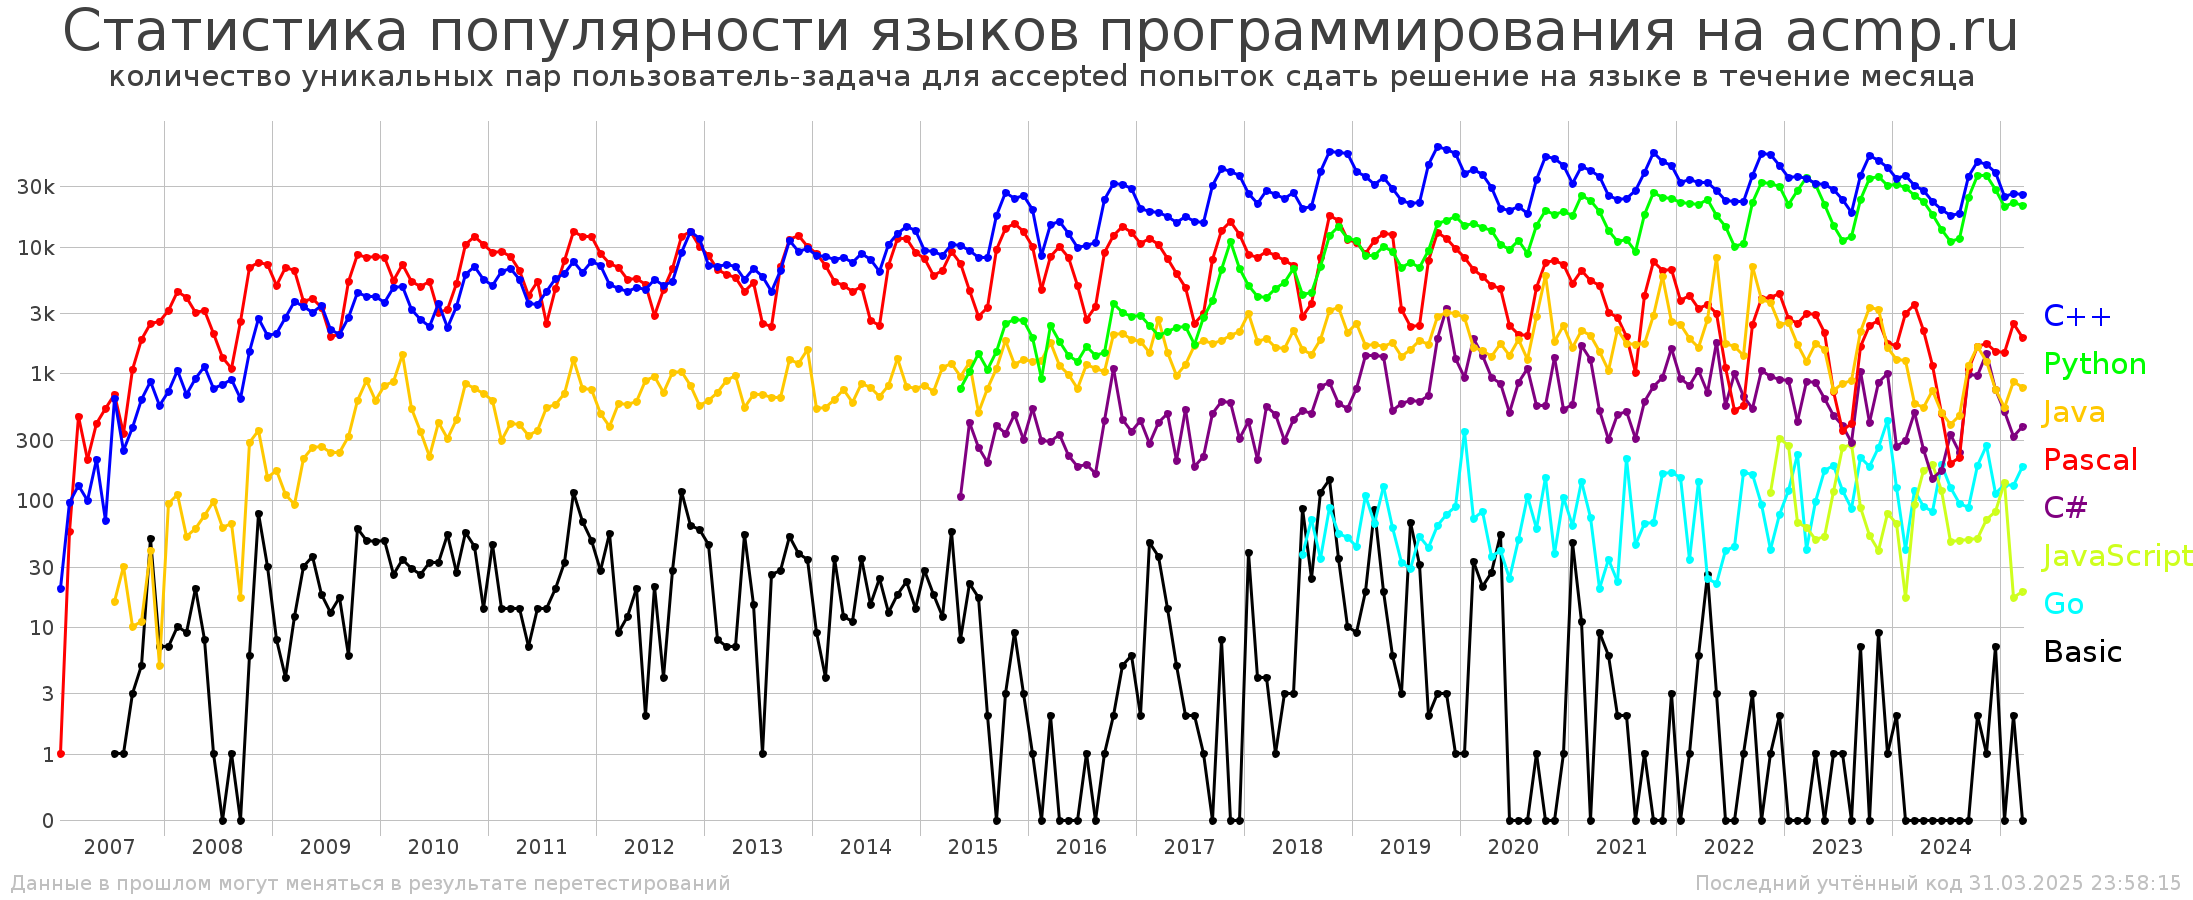 Статистика популярности языков программирования на acmp.ru
количество уникальных пар пользователь-задача для accepted попыток сдать решение на языке в течение месяца
30k
10k
3k
1k
300
100
30
10
3
1
0
C++
Python
Java
Pascal
C#
JavaScript
Go
Basic
2007 2008 2009 2010 2011 2012 2013 2014 2015 2016 2017 2018 2019 2020 2021 2022 2023 2024
Данные в прошлом могут меняться в результате перетестирований
Последний учтённый код 31.03.2025 23:58:15